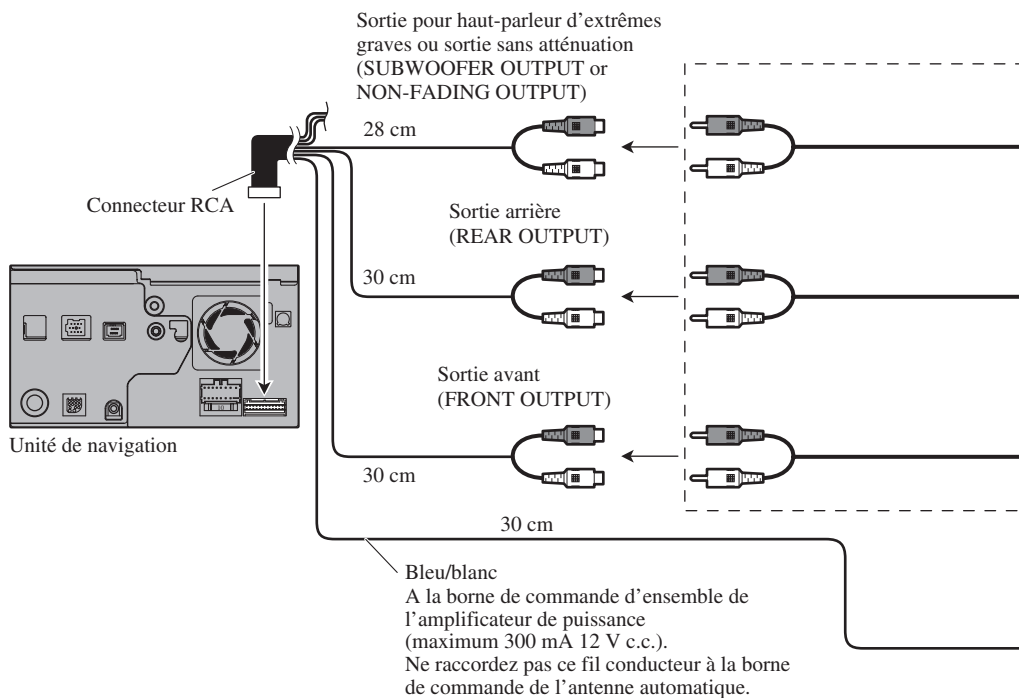 Sortie pour haut-parleur d’extrêmes
graves ou sortie sans atténuation
(SUBWOOFER OUTPUT or
NON-FADING OUTPUT)
28 cm
Connecteur RCA
Sortie arrière
(REAR OUTPUT)
30 cm
Sortie avant
(FRONT OUTPUT)
Unité de navigation
30 cm
30 cm
Bleu/blanc
A la borne de commande d’ensemble de
l’amplificateur de puissance
(maximum 300 mA 12 V c.c.).
Ne raccordez pas ce fil conducteur à la borne
de commande de l’antenne automatique.